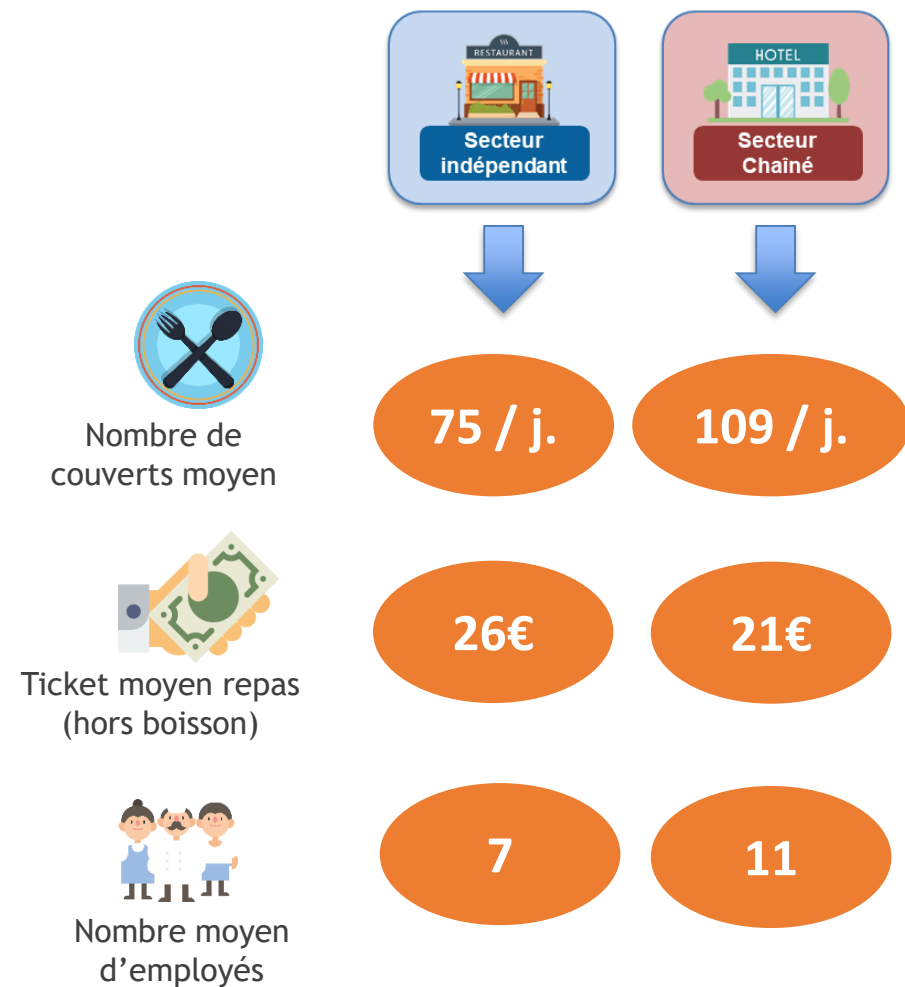 RESTAURANT
HOTEL
Secteur
indépendant
Secteur
Chaîné
Nombre de
couverts moyen
75 / j.
109 / j.
Ticket moyen repas
(hors boisson)
26€
21€
Nombre moyen
d’employés
7
11